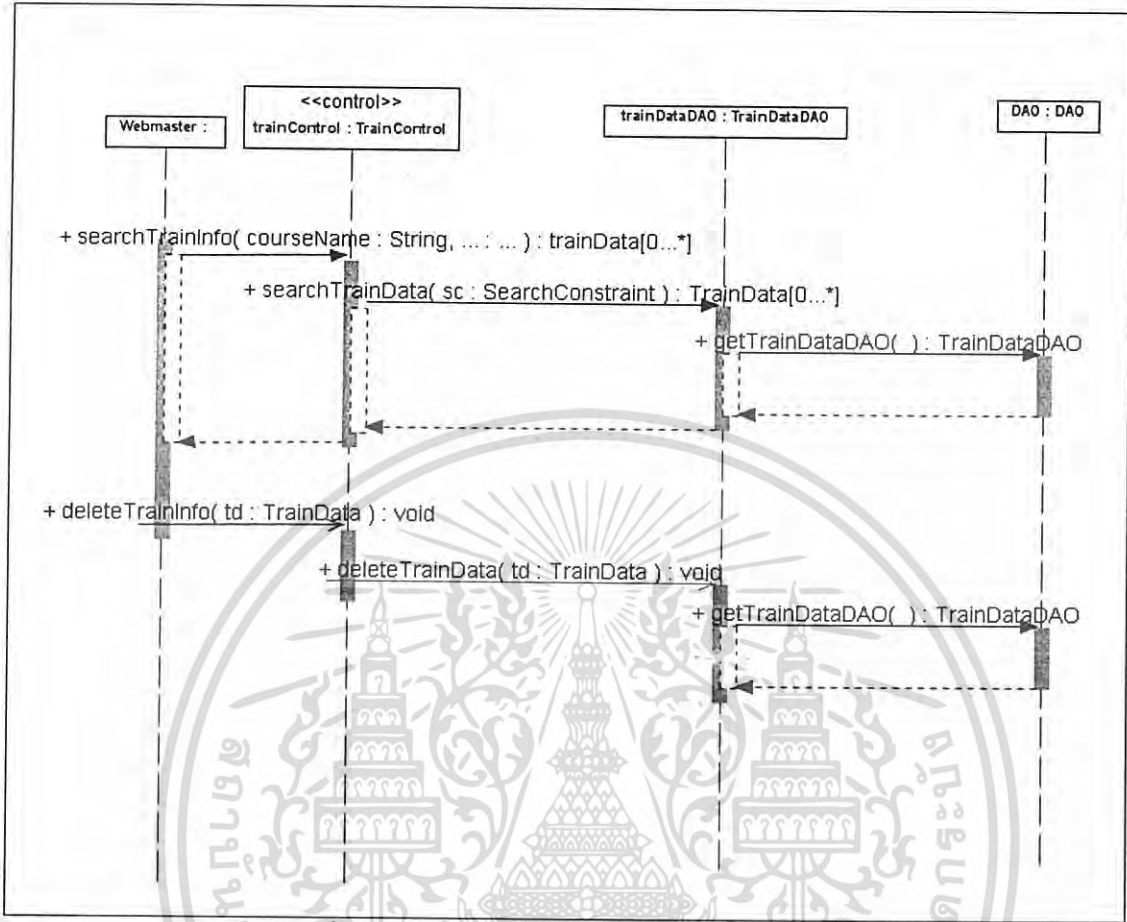 <<control>>
Webmaster :
trainControl : TrainControl
trainDataDAO : TrainDataDAO
DAO : DAO
+ searchTrainInfo( courseName : String, ... : ... ) : trainData[0...*]
+ searchTrainData( sc : SearchConstraint ) : TrainData[0...*]
+ getTrainDataDAO( ) : TrainDataDAO
+ deleteTrainInfo( td : TrainData ) : void
+ deleteTrainData( td : TrainData ) : void
+ getTrainDataDAO( ) : TrainDataDAO